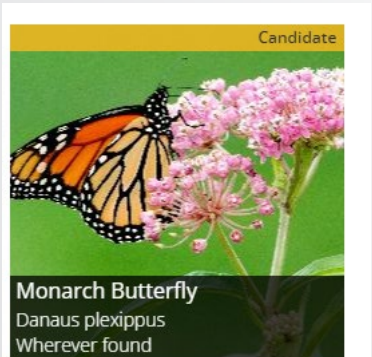 Candidate
Monarch Butterfly
Danaus plexippus
Wherever found